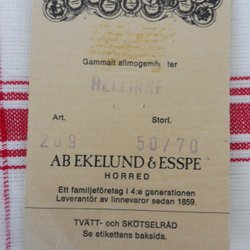 Gammalt allmogemönster
HELLINNE
Art. Storl.
209 50/70
AB EKELUND & ESSPE
HORRED
Ett familjeföretag i 4:e generationen
Leverantör av linnevaror sedan 1859.
TVÄTT- och SKÖTSELRÅD
Se etikettens baksida.